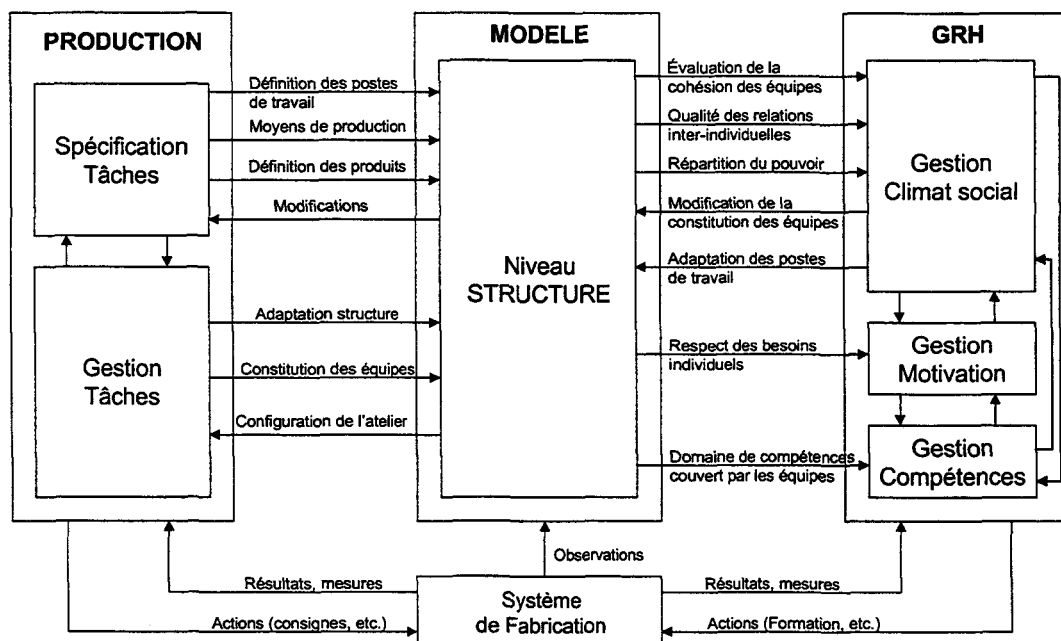 PRODUCTION
MODELE
GRH
Spécification
Tâches
Gestion
Tâches
Définition des postes
de travail
Moyens de production
Définition des produits
Modifications
Adaptation structure
Constitution des équipes
Configuration de l'atelier
Niveau
STRUCTURE
Évaluation de la
cohésion des équipes
Qualité des relations
inter-individuelles
Répartition du pouvoir
Modification de la
constitution des équipes
Adaptation des postes
de travail
Respect des besoins
individuels
Domaine de compétences
couvert par les équipes
Gestion
Climat social
Gestion
Motivation
Gestion
Compétences
Observations
Résultats, mesures
Résultats, mesures
Système
de Fabrication
Actions (consignes, etc.)
Actions (Formation, etc.)